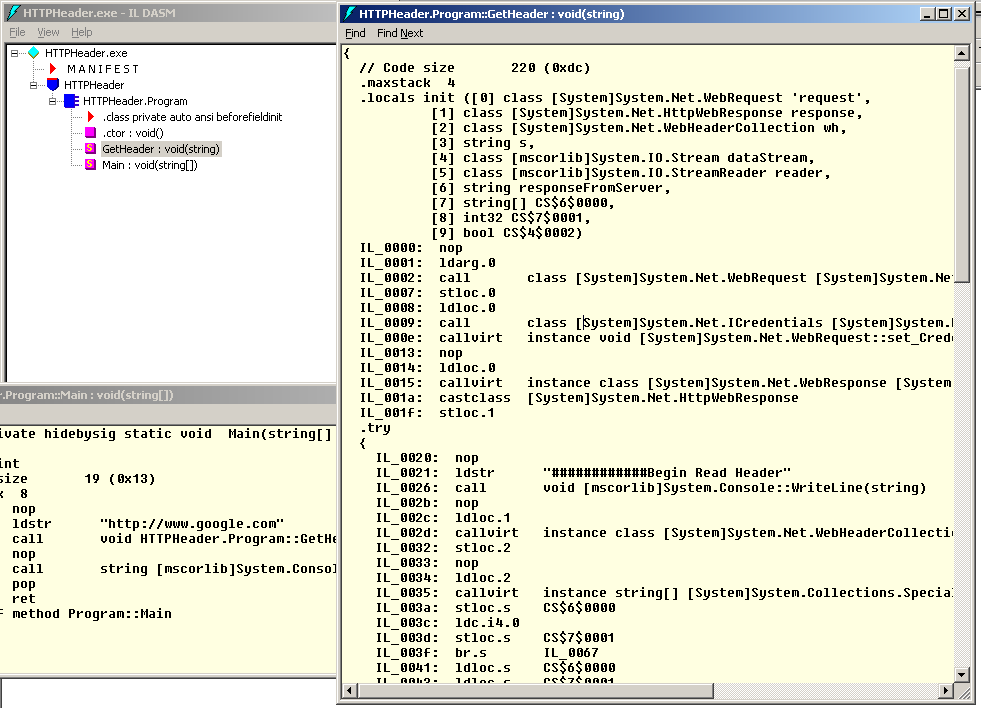 HTTPHeader.exe - IL DASM
File View Help
HTTPHeader.exe
M A N I F E S T
HTTPHeader
HTTPHeader.Program
.class private auto ansi beforefieldinit
.ctor : void()
GetHeader : void(string)
Main : void(string[])
.Program::Main : void(string[])
ivate hidebysig static void  Main(string[]
int
size       19 (0x13)
x  8
nop
ldstr      "http://www.google.com"
call       void HTTPHeader.Program::GetHe
nop
call       string [mscorlib]System.Consol
pop
ret
F method Program::Main
HTTPHeader.Program::GetHeader : void(string)
Find Find Next
{
// Code size       220 (0xdc)
.maxstack  4
.locals init ([0] class [System]System.Net.WebRequest 'request',
[1] class [System]System.Net.HttpWebResponse response,
[2] class [System]System.Net.WebHeaderCollection wh,
[3] string s,
[4] class [mscorlib]System.IO.Stream dataStream,
[5] class [mscorlib]System.IO.StreamReader reader,
[6] string responseFromServer,
[7] string[] CS$6$0000,
[8] int32 CS$7$0001,
[9] bool CS$4$0002)
IL_0000:  nop
IL_0001:  ldarg.0
IL_0002:  call       class [System]System.Net.WebRequest [System]System.Ne
IL_0007:  stloc.0
IL_0008:  ldloc.0
IL_0009:  call       class [System]System.Net.ICredentials [System]System.
IL_000e:  callvirt   instance void [System]System.Net.WebRequest::set_Cred
IL_0013:  nop
IL_0014:  ldloc.0
IL_0015:  callvirt   instance class [System]System.Net.WebResponse [System
IL_001a:  castclass  [System]System.Net.HttpWebResponse
IL_001f:  stloc.1
.try
{
IL_0020:  nop
IL_0021:  ldstr      "############Begin Read Header"
IL_0026:  call       void [mscorlib]System.Console::WriteLine(string)
IL_002b:  nop
IL_002c:  ldloc.1
IL_002d:  callvirt   instance class [System]System.Net.WebHeaderCollecti
IL_0032:  stloc.2
IL_0033:  nop
IL_0034:  ldloc.2
IL_0035:  callvirt   instance string[] [System]System.Collections.Specia
IL_003a:  stloc.s    CS$6$0000
IL_003c:  ldc.i4.0
IL_003d:  stloc.s    CS$7$0001
IL_003f:  br.s       IL_0067
IL_0041:  ldloc.s    CS$6$0000
IL_0043:  ldloc.s    CS$7$0001